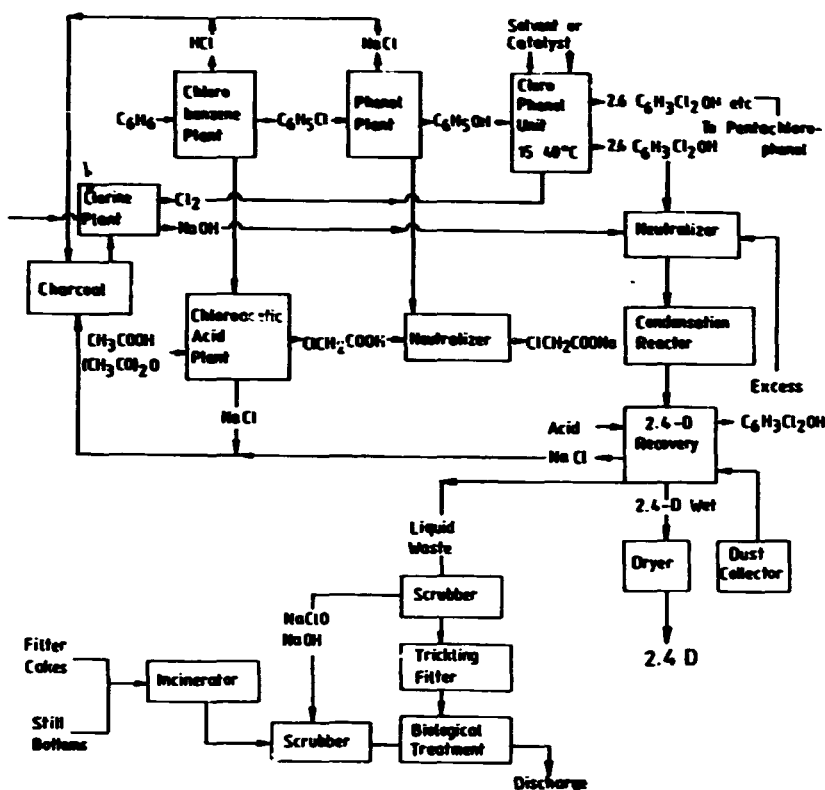 Solvent or
Catalyst
HCl
NaCl
Chloro
benzene
Plant
Phenol
Plant
Cloro
Phenol
Unit
15 40°C
C6H6
C6H5Cl
C6H5OH
2.6 C6H3Cl2OH etc
To Pentachloro-
phenol
2.6 C6H3Cl2OH
Clorine
Plant
Cl2
NaOH
Neutralizer
Charcoal
CH3COOH
(CH3CO)2O
Chloroacetic
Acid
Plant
ClCH2COOH
Neutralizer
ClCH2COONa
Condensation
Reactor
Excess
NaCl
Acid
NaCl
2.4-D
Recovery
C6H3Cl2OH
2.4-D Wet
Liquid
Waste
Dryer
Dust
Collector
2.4 D
Scrubber
NaClO
NaOH
Trickling
Filter
Filter
Cakes
Incinerator
Still
Bottoms
Scrubber
Biological
Treatment
Discharge